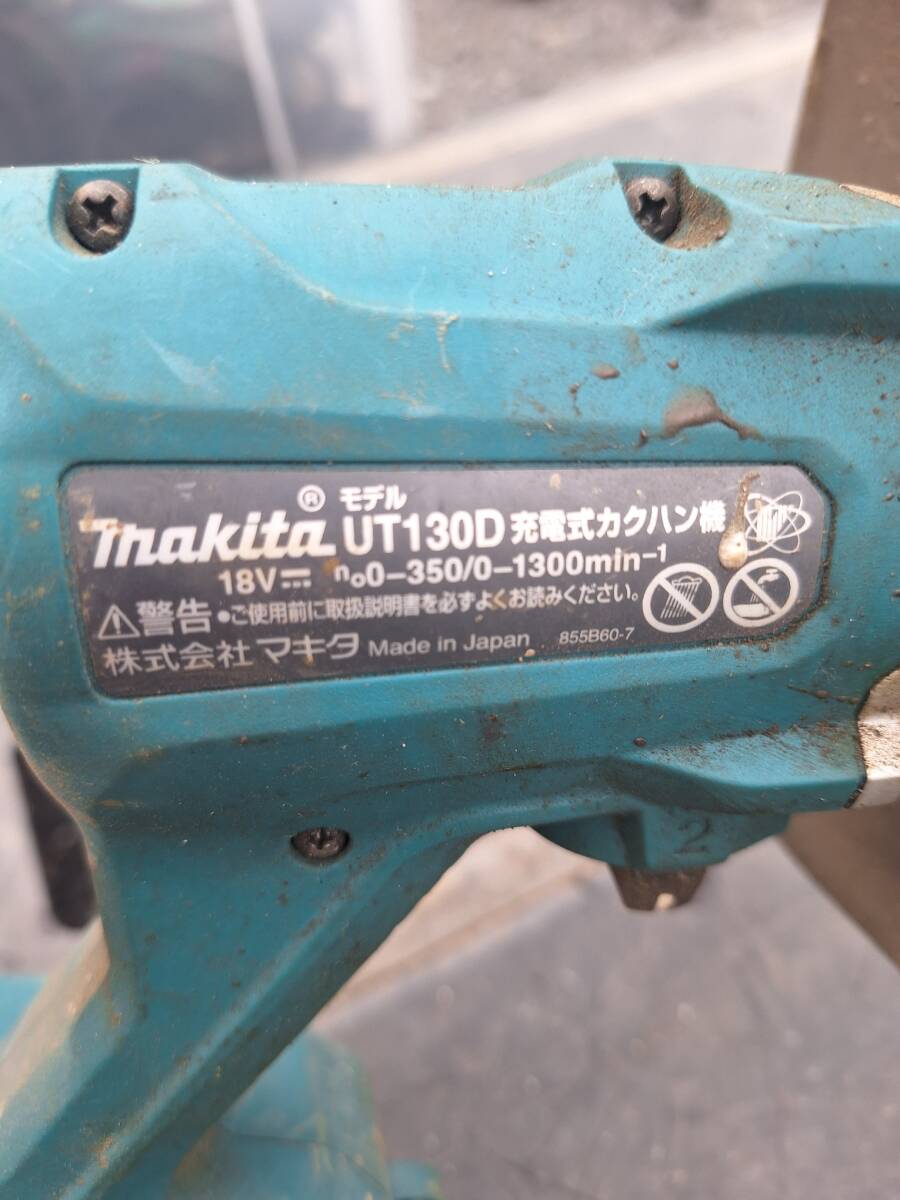 makita® モデル UT130D 充電式カクハン機
18V⎓ n₀0-350/0-1300min⁻¹
⚠警告 •ご使用前に取扱説明書を必ずよくお読みください。
株式会社 マキタ Made in Japan 855B60-7
2